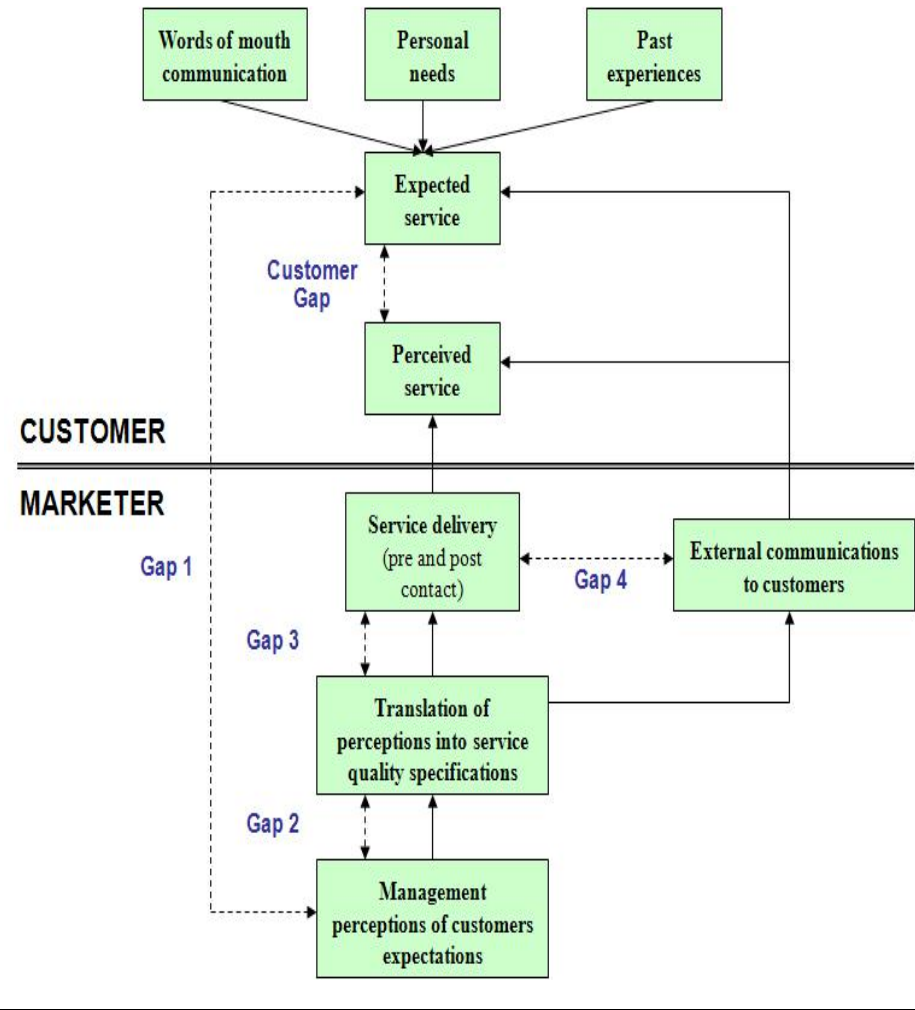 Words of mouth
communication
Personal
needs
Past
experiences
Expected
service
Customer
Gap
Perceived
service
CUSTOMER
MARKETER
Service delivery
(pre and post
contact)
External communications
to customers
Gap 1
Gap 4
Gap 3
Translation of
perceptions into service
quality specifications
Gap 2
Management
perceptions of customers
expectations